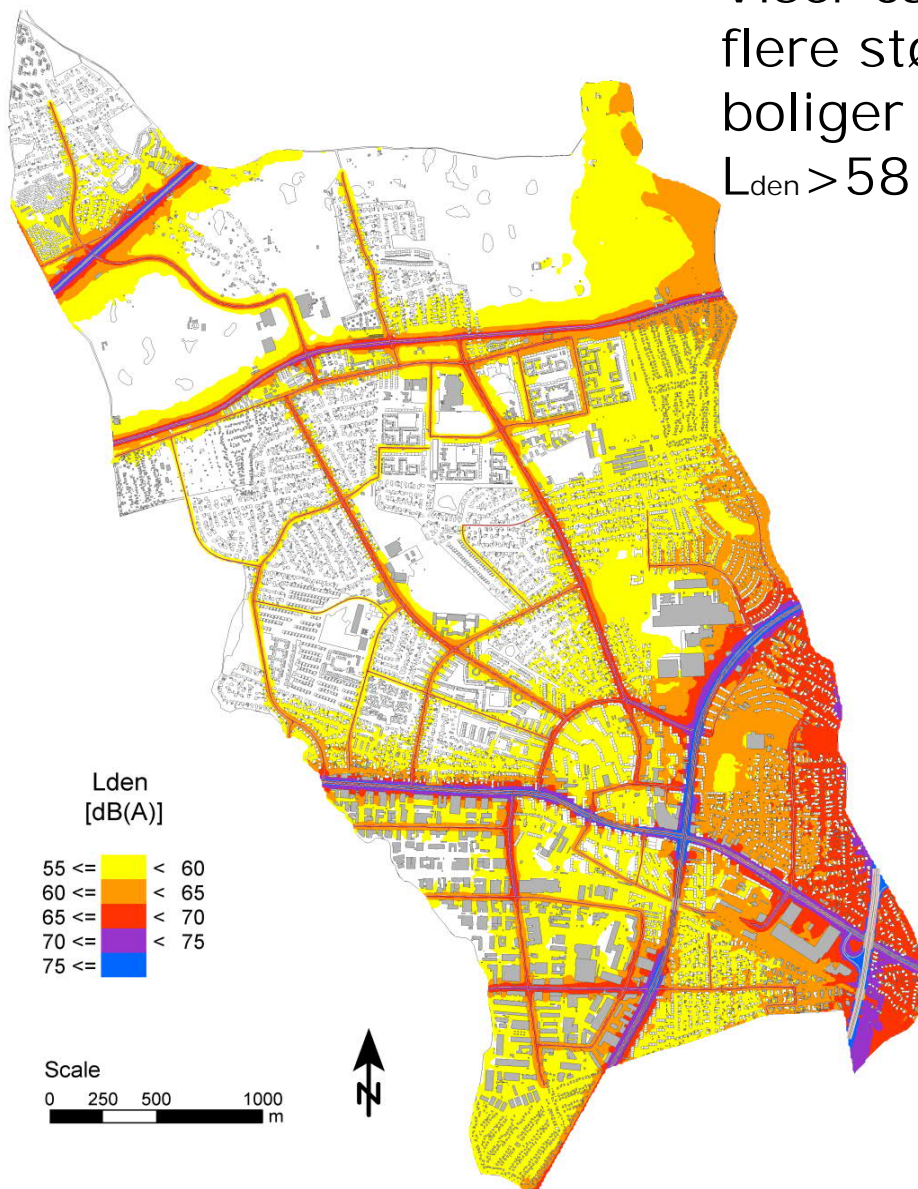 flere stø
boliger
Lden > 58
Lden
[dB(A)]
55 <= < 60
60 <= < 65
65 <= < 70
70 <= < 75
75 <=
Scale
0 250 500 1000
m
N